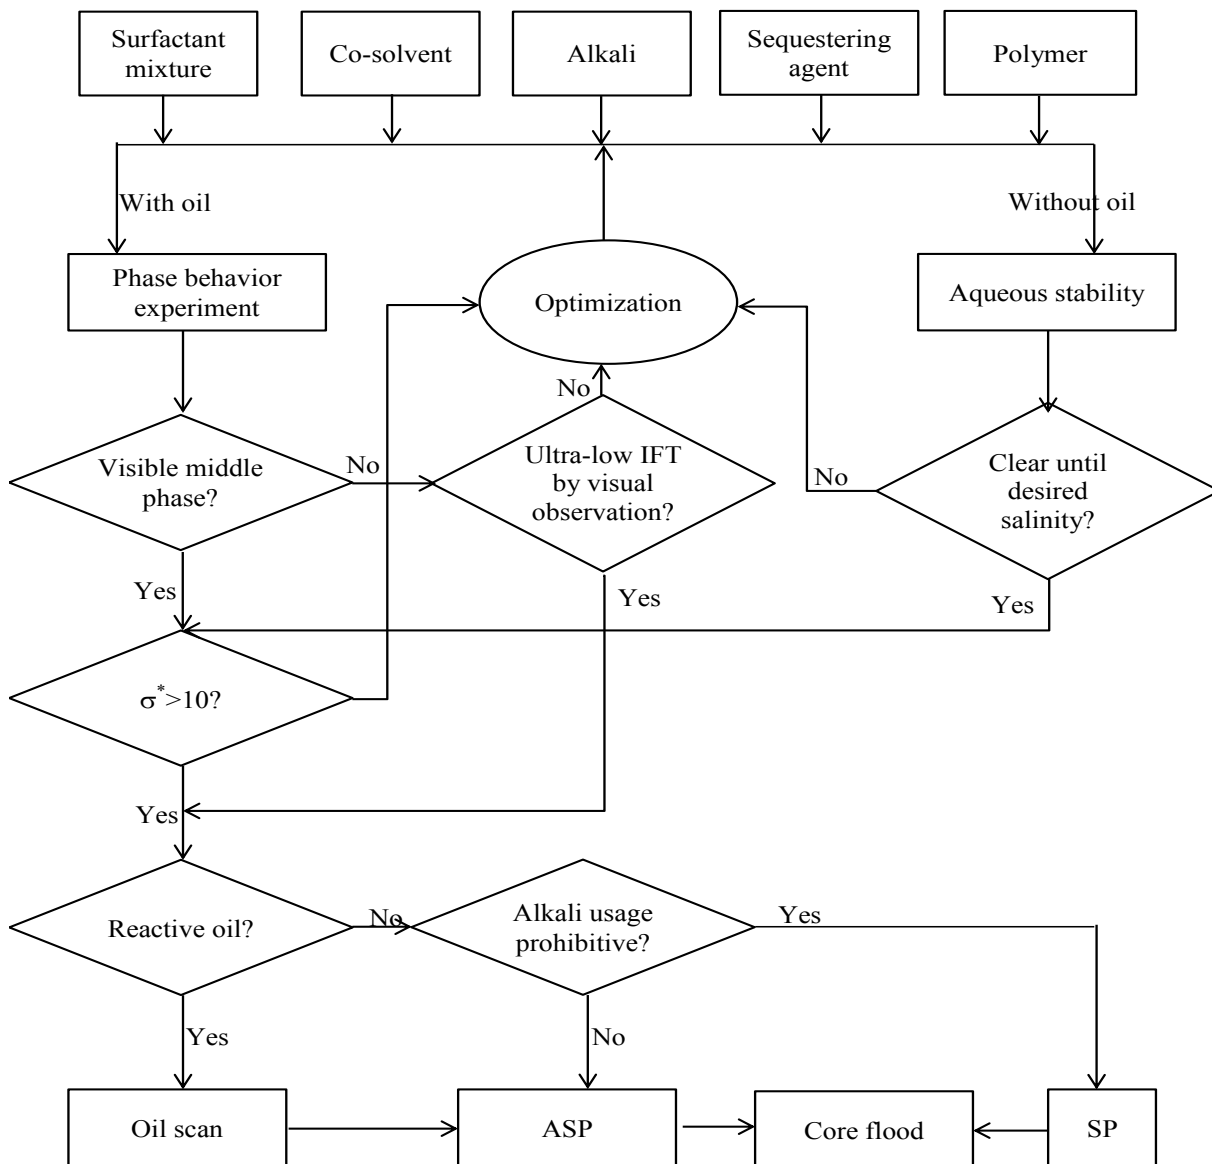 Surfactant
mixture
Co-solvent
Alkali
Sequestering
agent
Polymer
With oil
Without oil
Phase behavior
experiment
Optimization
Aqueous stability
No
Visible middle
phase?
No
Ultra-low IFT
by visual
observation?
No
Clear until
desired
salinity?
Yes
Yes
Yes
σ*>10?
Yes
Reactive oil?
No
Alkali usage
prohibitive?
Yes
Yes
No
Oil scan
ASP
Core flood
SP